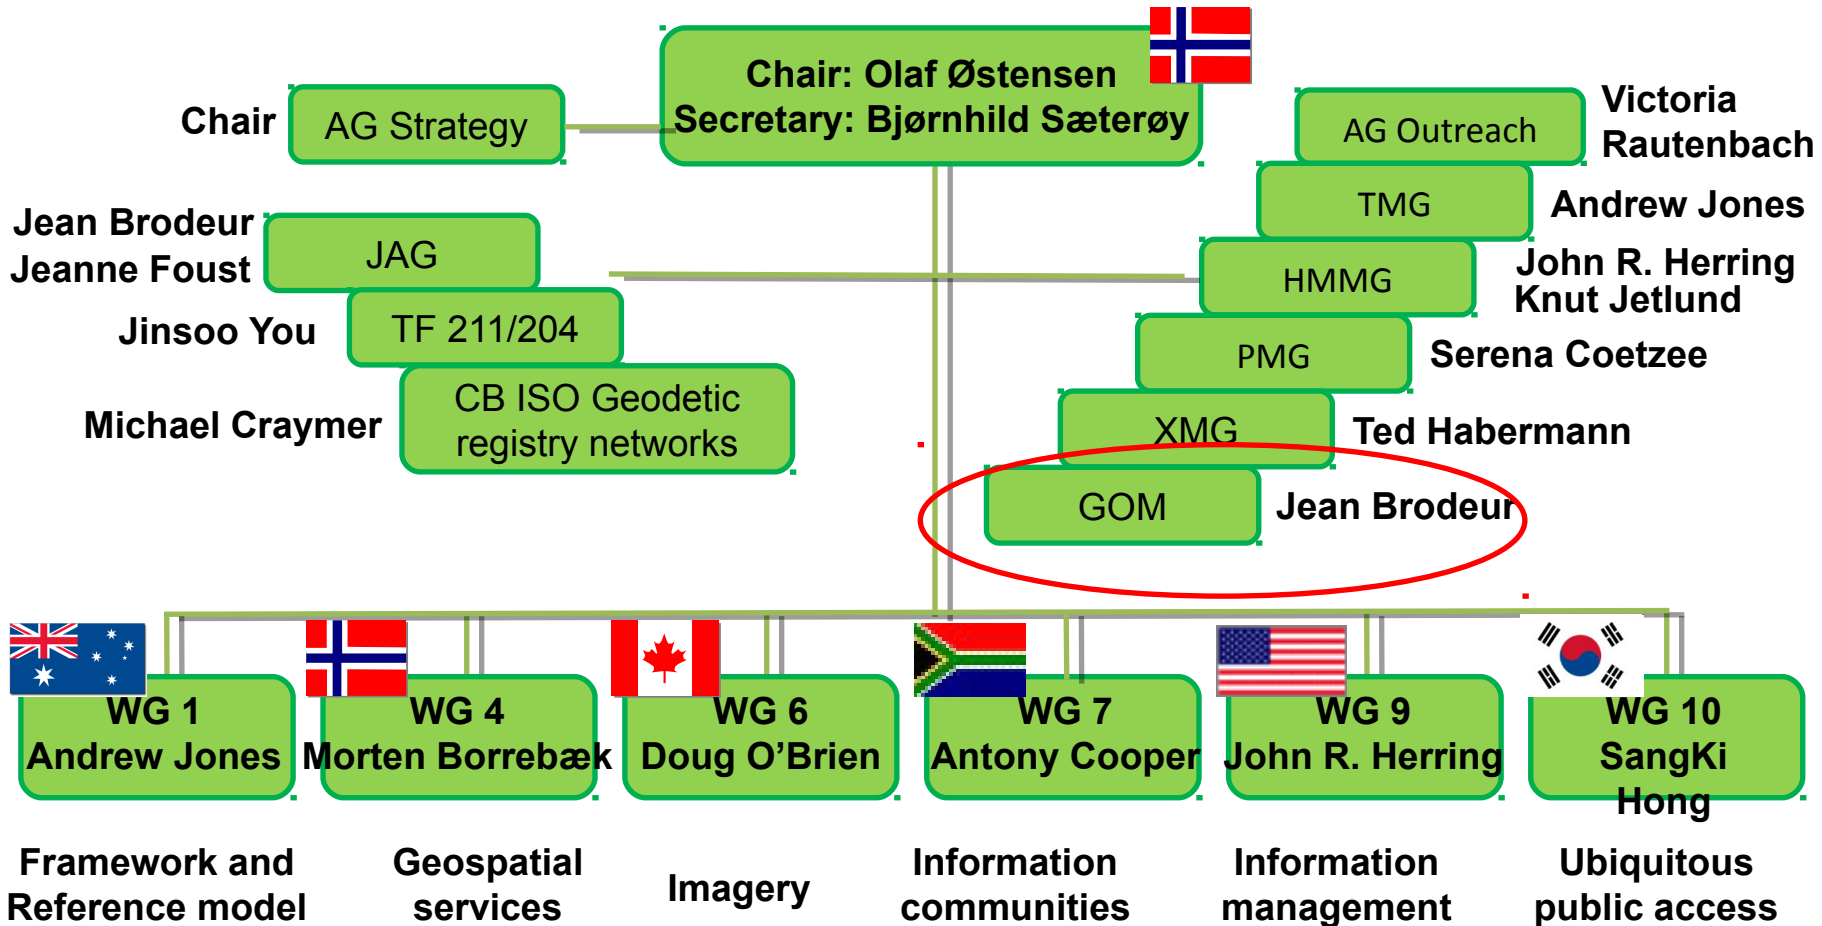 Chair: Olaf Østensen
Secretary: Bjørnhild Sæterøy
Chair
AG Strategy
Jean Brodeur
Jeanne Foust
JAG
Jinsoo You
TF 211/204
Michael Craymer
CB ISO Geodetic
registry networks
AG Outreach
Victoria
Rautenbach
TMG
Andrew Jones
HMMG
John R. Herring
Knut Jetlund
PMG
Serena Coetzee
XMG
Ted Habermann
GOM
Jean Brodeur
WG 1
Andrew Jones
WG 4
Morten Borrebæk
WG 6
Doug O’Brien
WG 7
Antony Cooper
WG 9
John R. Herring
WG 10
SangKi
Hong
Framework and
Reference model
Geospatial
services
Imagery
Information
communities
Information
management
Ubiquitous
public access